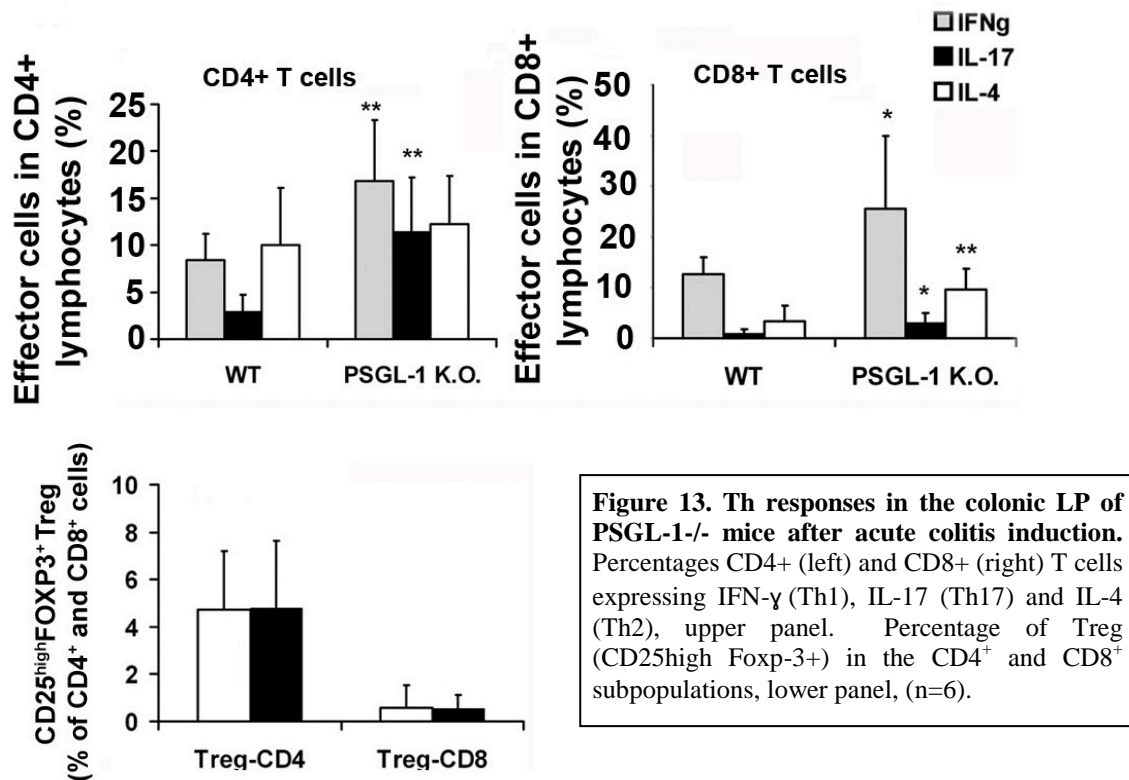 IFNg
IL-17
IL-4
CD4+ T cells
Effector cells in CD4+
lymphocytes (%)
25
20
15
10
5
0
**
**
WT
PSGL-1 K.O.
CD8+ T cells
Effector cells in CD8+
lymphocytes (%)
50
40
30
20
10
0
*
*
**
WT
PSGL-1 K.O.
CD25highFOXP3+ Treg
(% of CD4+ and CD8+ cells)
10
8
6
4
2
0
Treg-CD4
Treg-CD8
Figure 13. Th responses in the colonic LP of
PSGL-1-/- mice after acute colitis induction.
Percentages CD4+ (left) and CD8+ (right) T cells
expressing IFN-γ (Th1), IL-17 (Th17) and IL-4
(Th2), upper panel. Percentage of Treg
(CD25high Foxp-3+) in the CD4+ and CD8+
subpopulations, lower panel, (n=6).